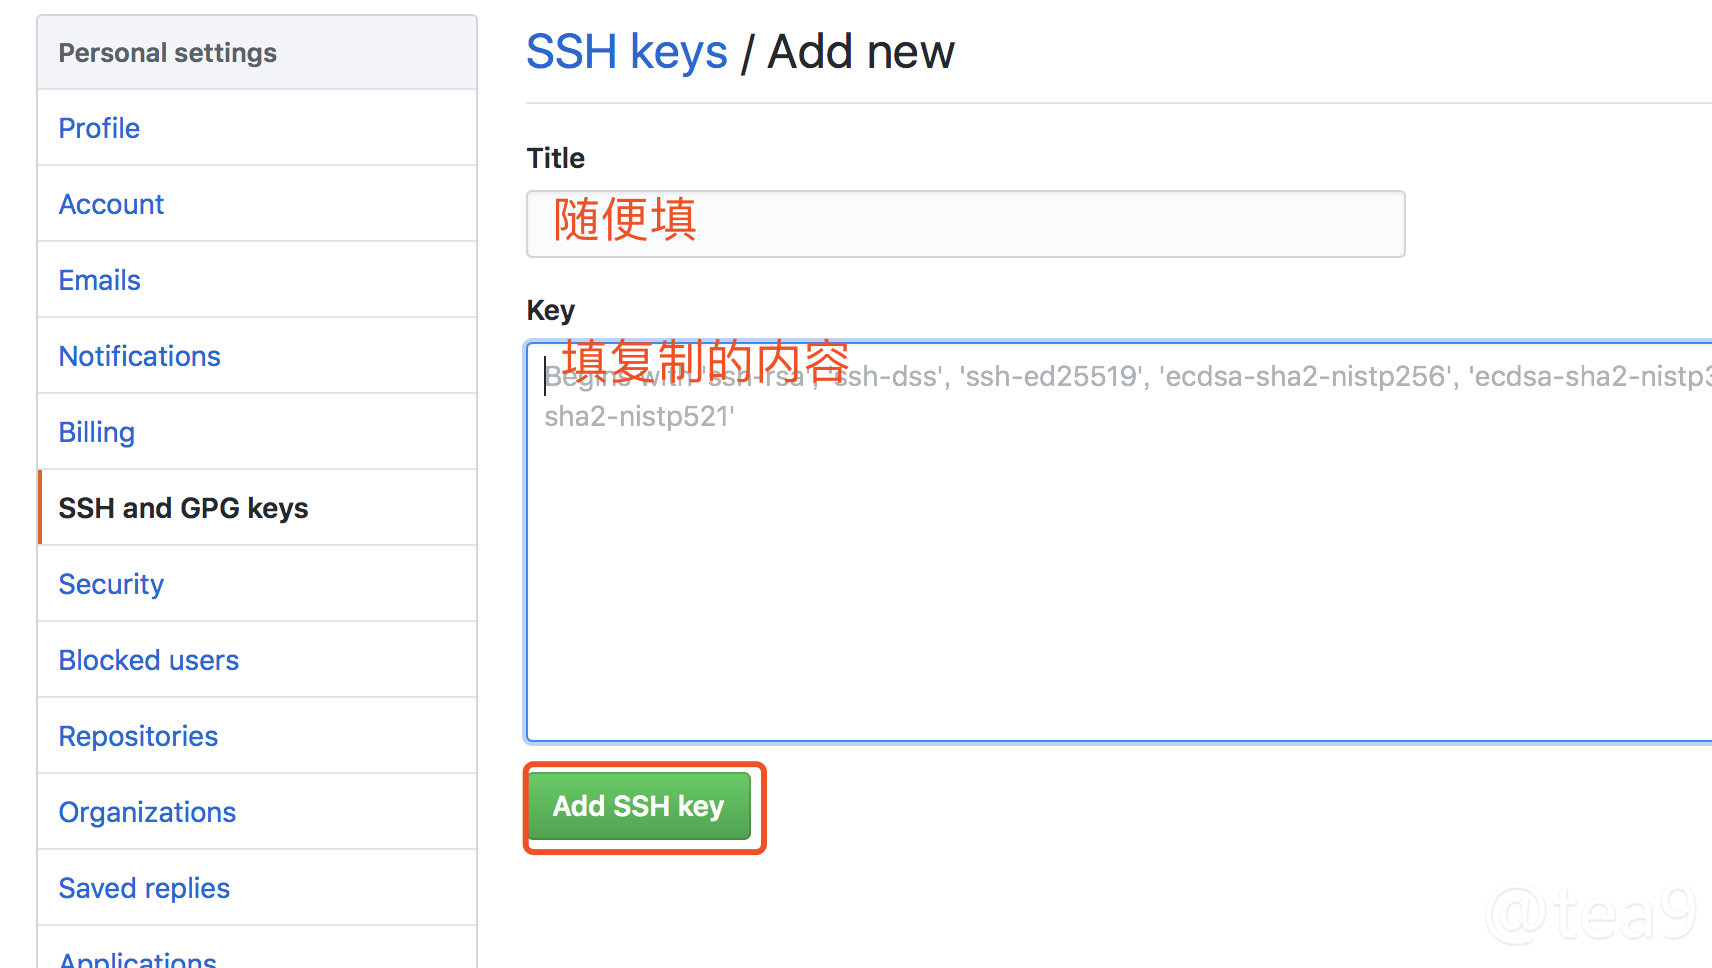 Personal settings
Profile
Account
Emails
Notifications
Billing
SSH and GPG keys
Security
Blocked users
Repositories
Organizations
Saved replies
Applications
SSH keys / Add new
Title
随便填
Key
填复制的内容
Begins with 'ssh-rsa', 'ssh-dss', 'ssh-ed25519', 'ecdsa-sha2-nistp256', 'ecdsa-sha2-nistp3
sha2-nistp521'
Add SSH key
@tea9